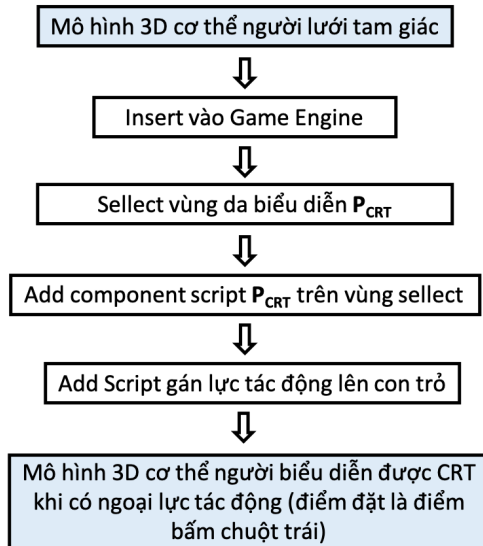 Mô hình 3D cơ thể người lưới tam giác
Insert vào Game Engine
Sellect vùng da biểu diễn PCRT
Add component script PCRT trên vùng sellect
Add Script gán lực tác động lên con trỏ
Mô hình 3D cơ thể người biểu diễn được CRT
khi có ngoại lực tác động (điểm đặt là điểm
bấm chuột trái)